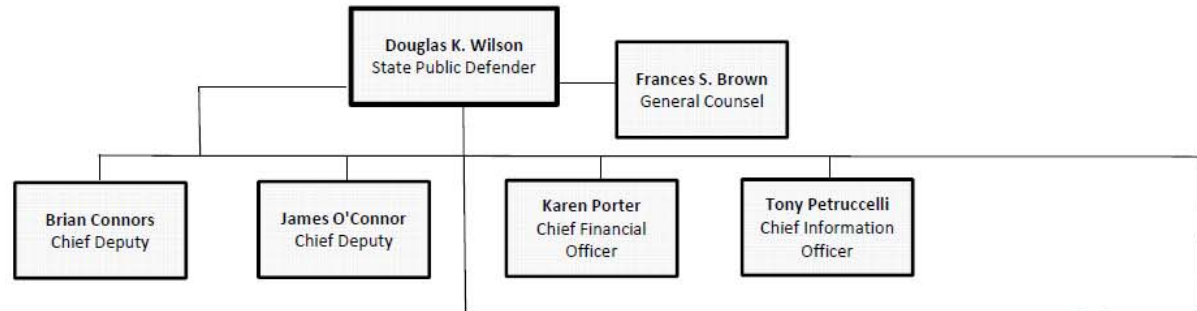 Douglas K. Wilson
State Public Defender
Frances S. Brown
General Counsel
Brian Connors
Chief Deputy
James O'Connor
Chief Deputy
Karen Porter
Chief Financial
Officer
Tony Petruccelli
Chief Information
Officer